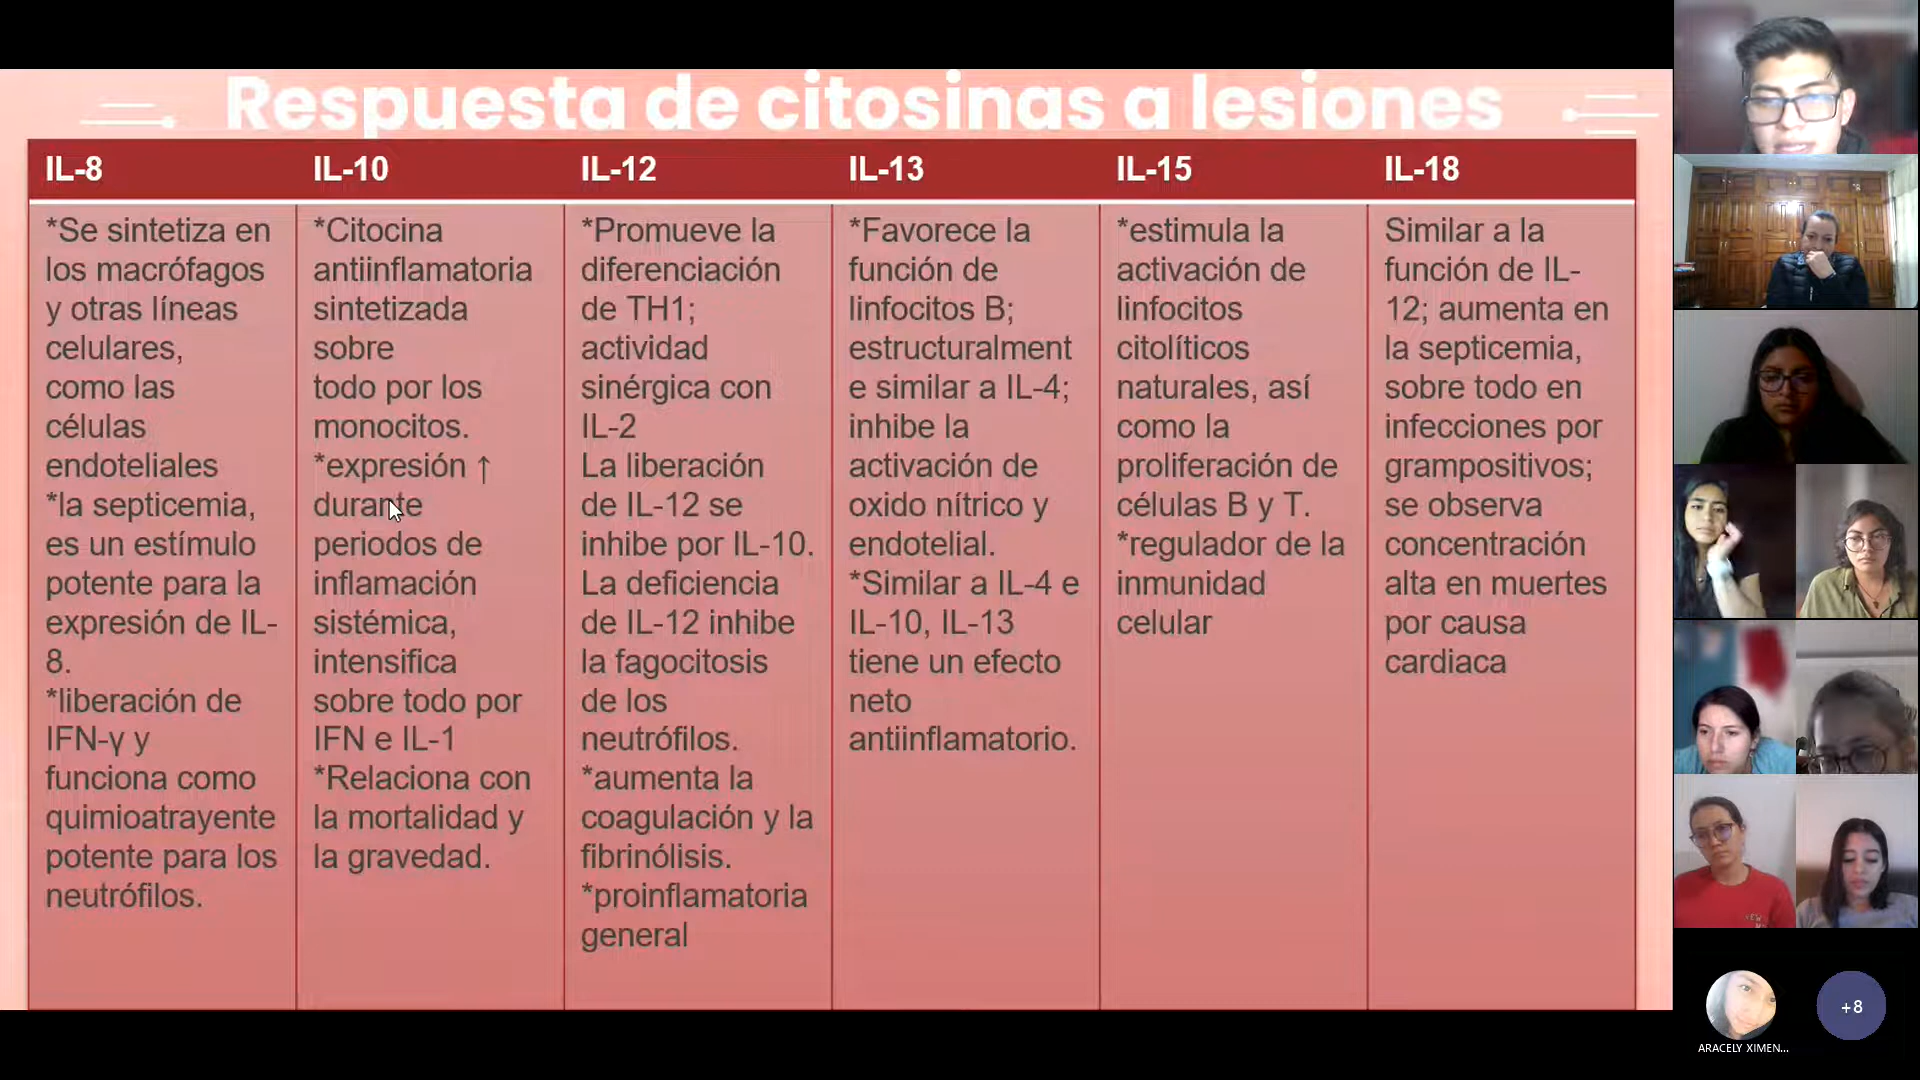 Respuesta de citosinas a lesiones
IL-8
*Se sintetiza en
los macrófagos
y otras líneas
celulares,
como las
células
endoteliales
*la septicemia,
es un estímulo
potente para la
expresión de IL-
8.
*liberación de
IFN-γ y
funciona como
quimioatrayente
potente para los
neutrófilos.
IL-10
*Citocina
antiinflamatoria
sintetizada
sobre
todo por los
monocitos.
*expresión ↑
durante
periodos de
inflamación
sistémica,
intensifica
sobre todo por
IFN e IL-1
*Relaciona con
la mortalidad y
la gravedad.
IL-12
*Promueve la
diferenciación
de TH1;
actividad
sinérgica con
IL-2
La liberación
de IL-12 se
inhibe por IL-10.
La deficiencia
de IL-12 inhibe
la fagocitosis
de los
neutrófilos.
*aumenta la
coagulación y la
fibrinólisis.
*proinflamatoria
general
IL-13
*Favorece la
función de
linfocitos B;
estructuralment
e similar a IL-4;
inhibe la
activación de
oxido nítrico y
endotelial.
*Similar a IL-4 e
IL-10, IL-13
tiene un efecto
neto
antiinflamatorio.
IL-15
*estimula la
activación de
linfocitos
citolíticos
naturales, así
como la
proliferación de
células B y T.
*regulador de la
inmunidad
celular
IL-18
Similar a la
función de IL-
12; aumenta en
la septicemia,
sobre todo en
infecciones por
grampositivos;
se observa
concentración
alta en muertes
por causa
cardiaca
+8
ARACELY XIMEN...